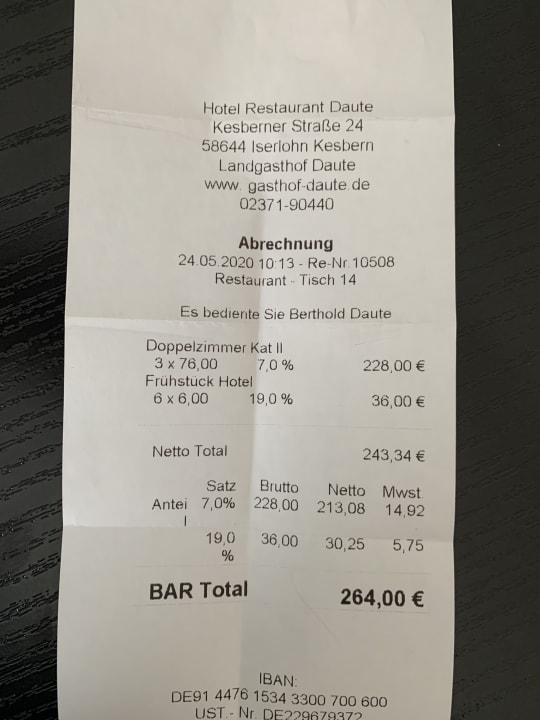 Hotel Restaurant Daute
Kesberner Straße 24
58644 Iserlohn Kesbern
Landgasthof Daute
www. gasthof-daute.de
02371-90440
Abrechnung
24.05.2020 10:13 - Re-Nr.10508
Restaurant - Tisch 14
Es bediente Sie Berthold Daute
Doppelzimmer Kat II
3 x 76,00 7,0 % 228,00 €
Frühstück Hotel
6 x 6,00 19,0 % 36,00 €
Netto Total 243,34 €
Satz Brutto Netto Mwst.
Antei 7,0% 228,00 213,08 14,92
l
19,0 36,00 30,25 5,75
%
BAR Total 264,00 €
IBAN:
DE91 4476 1534 3300 700 600
UST.- Nr. DE229679372